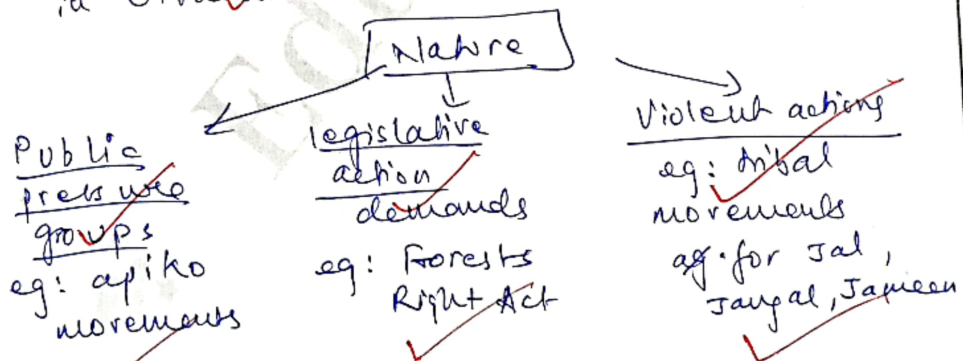 Nature
Public
pressure
groups
eg: apiko
movements
legislative
action
demands
eg: Forests
Right Act
Violent actions
eg: tribal
movements
eg. for Jal,
Jangal, Jameen